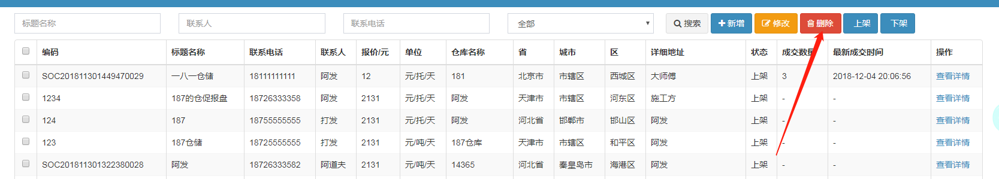 标题名称 联系人 联系电话 全部 搜索 新增 修改 删除 上架 下架
编码 标题名称 联系电话 联系人 报价/元 单位 仓库名称 省 城市 区 详细地址 状态 成交数量 最新成交时间 操作
SOC201811301449470029 一八一仓储 18111111111 阿发 12 元/托/天 181 北京市 市辖区 西城区 大师傅 上架 3 2018-12-04 20:06:56 查看详情
1234 187的仓促报盘 18726333358 阿发 2131 元/托/天 阿发 天津市 市辖区 河东区 施工方 上架 - - 查看详情
124 187 18755555555 打发 2131 元/托/天 阿发 河北省 邯郸市 邯山区 阿发 上架 - - 查看详情
123 187仓储 18725555555 打发 2131 元/吨/天 187仓库 天津市 市辖区 和平区 阿发 上架 - - 查看详情
SOC201811301322380028 阿发 18726333582 阿道夫 2131 元/吨/天 14365 河北省 秦皇岛市 海港区 阿发 上架 - - 查看详情